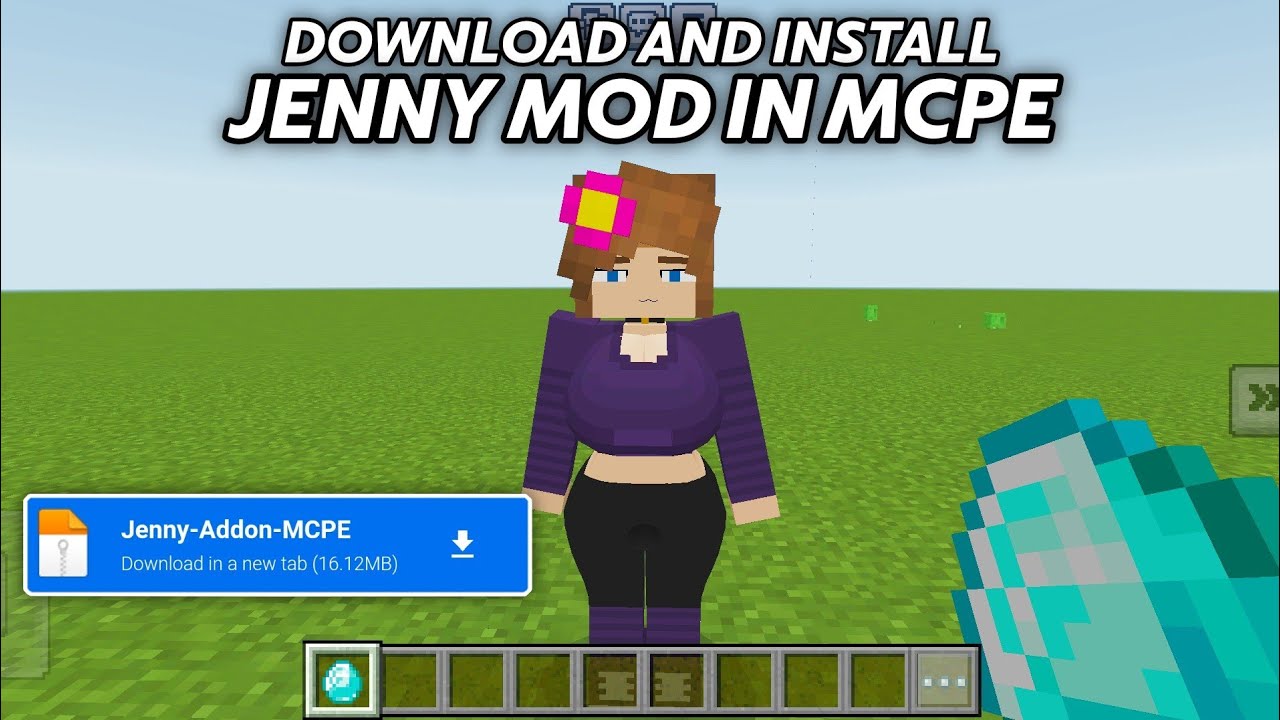 DOWNLOAD AND INSTALL
JENNY MOD IN MCPE
Jenny-Addon-MCPE
Download in a new tab (16.12MB)